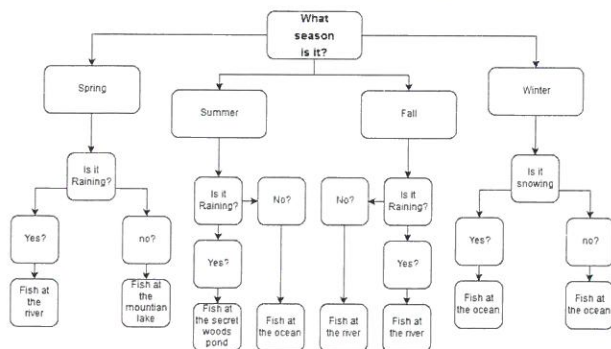 What
season
is it?
Spring
Summer
Fall
Winter
Is it
Raining?
Is it
Raining?
No?
No?
Is it
Raining?
Is it
snowing
Yes?
no?
Yes?
Yes?
Yes?
no?
Fish at
the
river
Fish at
the
mountian
lake
Fish at
the secret
woods
pond
Fish at
the ocean
Fish at
the river
Fish at
the river
Fish at
the ocean
Fish at
the ocean